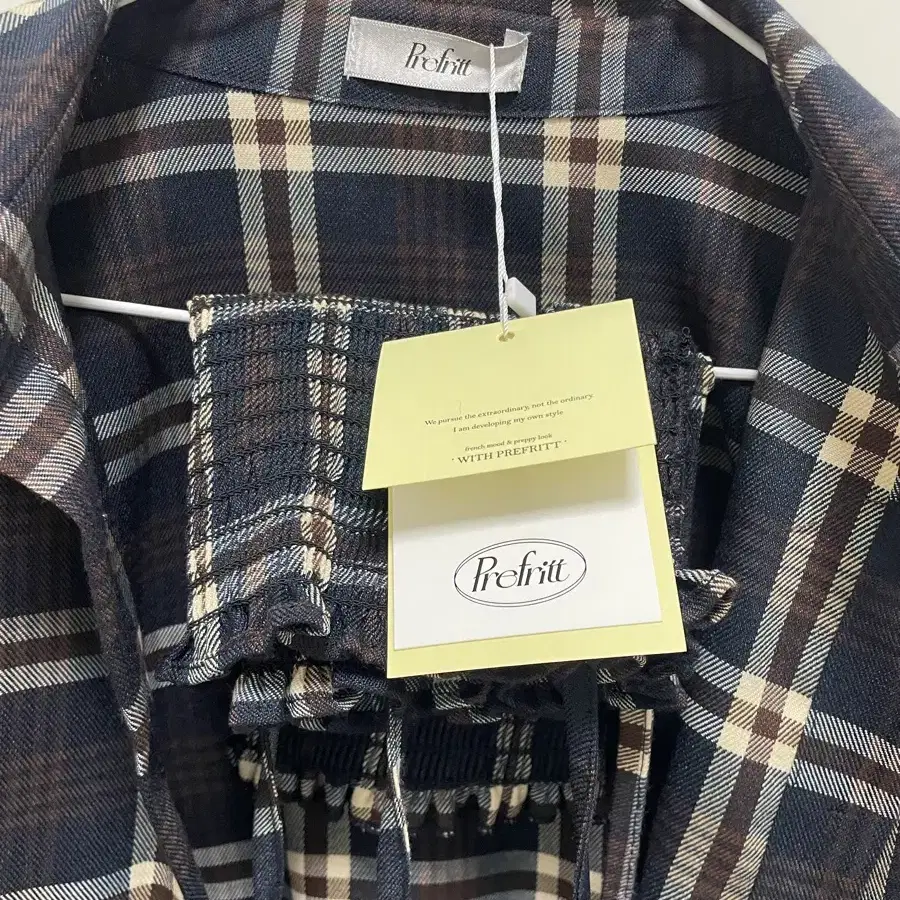 Prefritt
We pursue the extraordinary, not the ordinary.
I am developing my own style
french mood & preppy look
· WITH PREFRITT ·
Prefritt